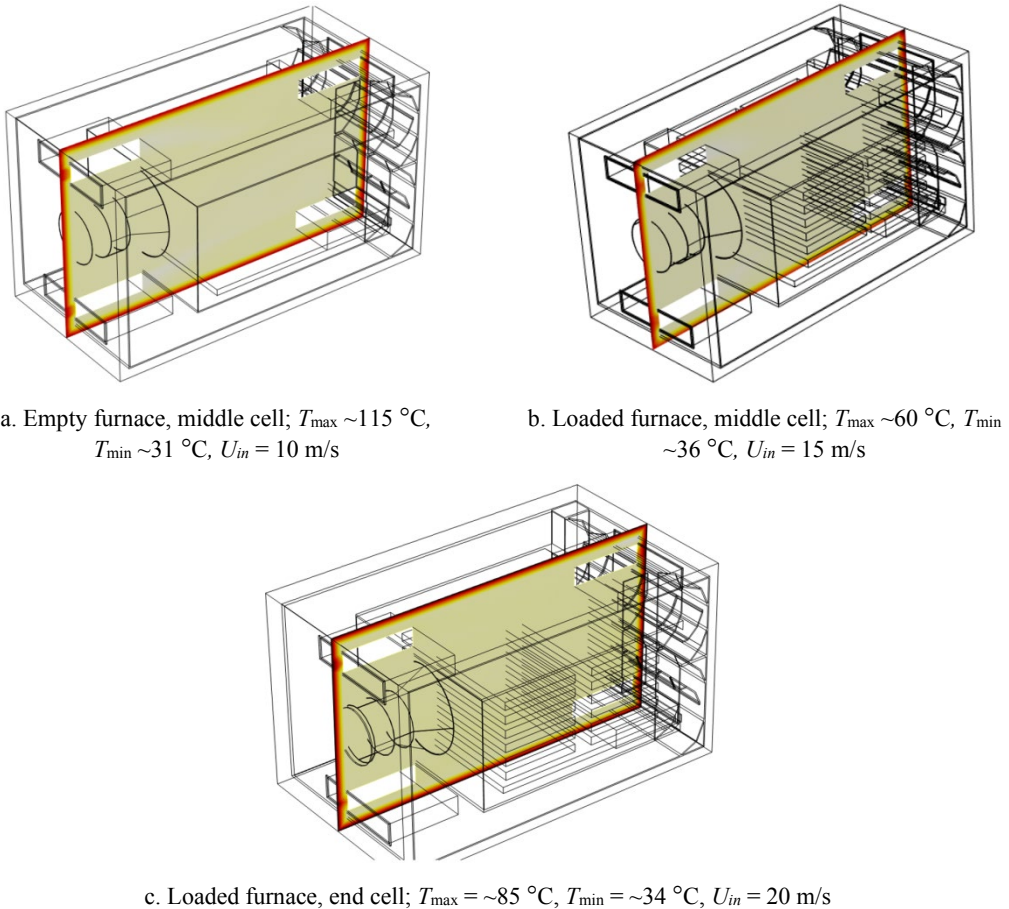 a. Empty furnace, middle cell; Tmax ~115 °C,
Tmin ~31 °C, Uin = 10 m/s
b. Loaded furnace, middle cell; Tmax ~60 °C, Tmin
~36 °C, Uin = 15 m/s
c. Loaded furnace, end cell; Tmax = ~85 °C, Tmin = ~34 °C, Uin = 20 m/s